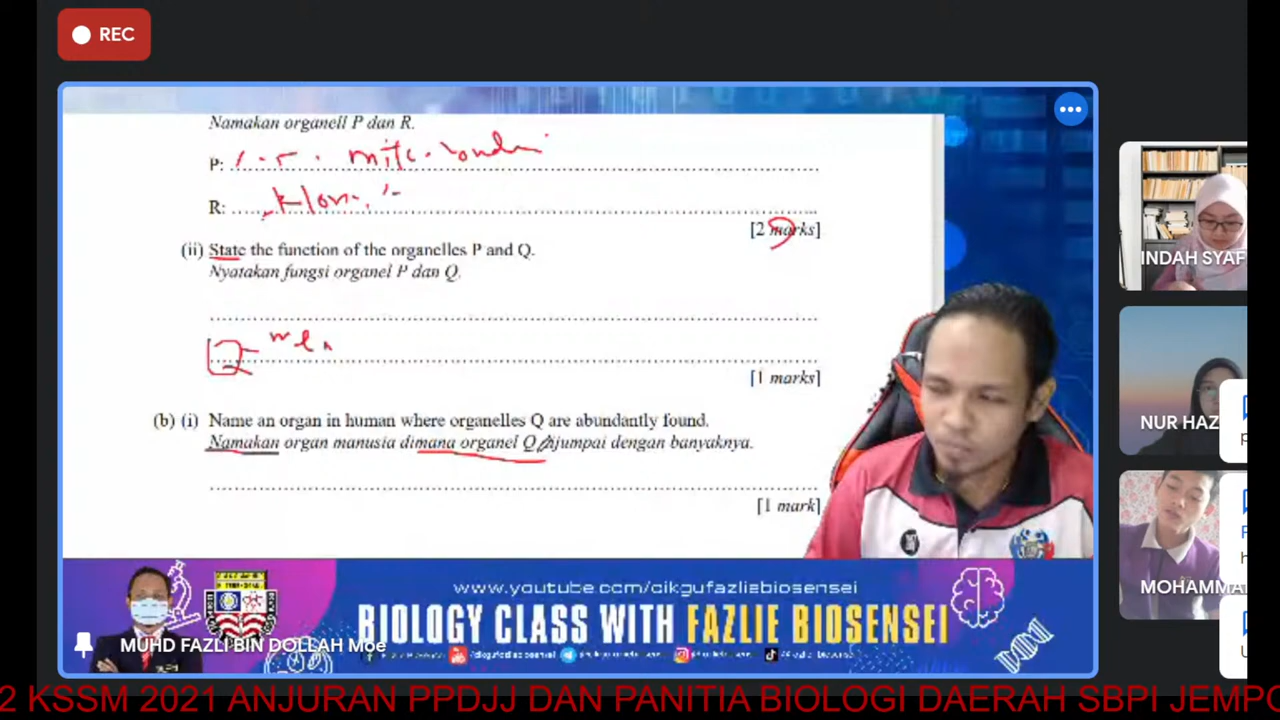 REC
Namakan organell P dan R.
P:
R:
[2 marks]
(ii) State the function of the organelles P and Q.
Nyatakan fungsi organel P dan Q.
[1 marks]
(b) (i) Name an organ in human where organelles Q are abundantly found.
Namakan organ manusia dimana organel Q dijumpai dengan banyaknya.
[1 mark]
www.youtube.com/cikgufazliebiosensei
BIOLOGY CLASS WITH FAZLIE BIOSENSEI
MUHD FAZLI BIN DOLLAH Moe
INDAH SYAF
NUR HAZ
MOHAMMA
2 KSSM 2021 ANJURAN PPDJJ DAN PANITIA BIOLOGI DAERAH SBPI JEMPO